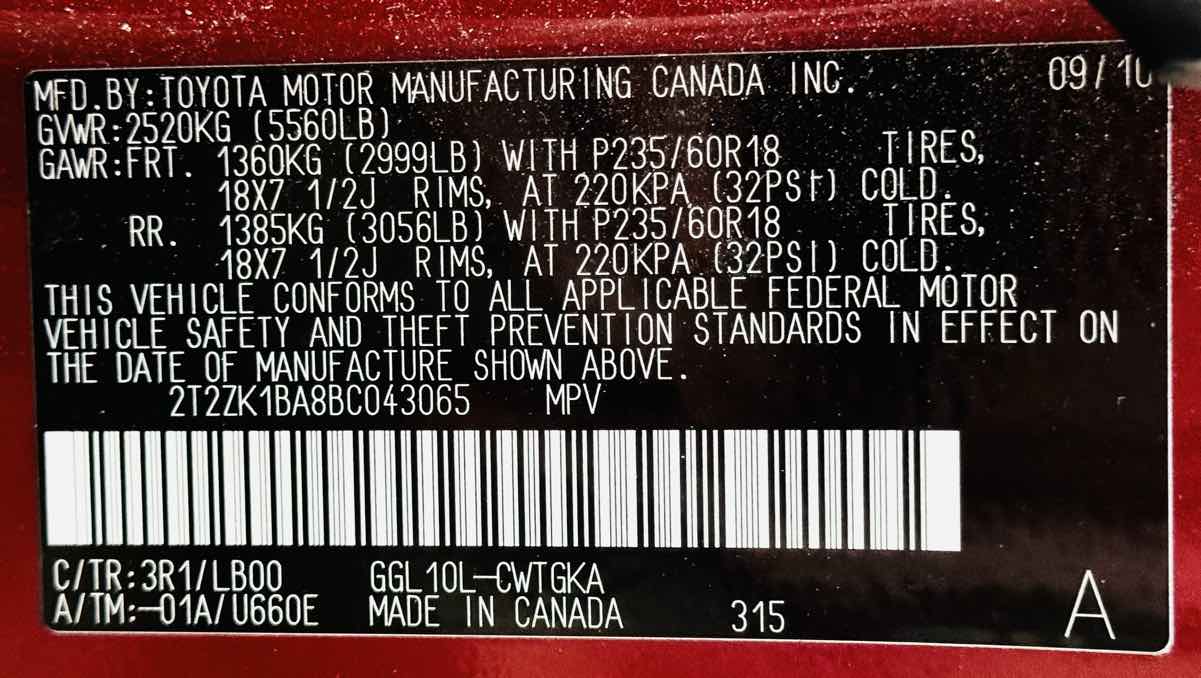 MFD.BY:TOYOTA MOTOR MANUFACTURING CANADA INC. 09/10
GVWR:2520KG (5560LB)
GAWR:FRT. 1360KG (2999LB) WITH P235/60R18 TIRES,
18X7 1/2J RIMS, AT 220KPA (32PSI) COLD.
RR. 1385KG (3056LB) WITH P235/60R18 TIRES,
18X7 1/2J RIMS, AT 220KPA (32PSI) COLD.
THIS VEHICLE CONFORMS TO ALL APPLICABLE FEDERAL MOTOR
VEHICLE SAFETY AND THEFT PREVENTION STANDARDS IN EFFECT ON
THE DATE OF MANUFACTURE SHOWN ABOVE.
2T2ZK1BA8BC043065 MPV
C/TR:3R1/LB00 GGL10L-CWTGKA
A/TM:-01A/U660E MADE IN CANADA 315 A